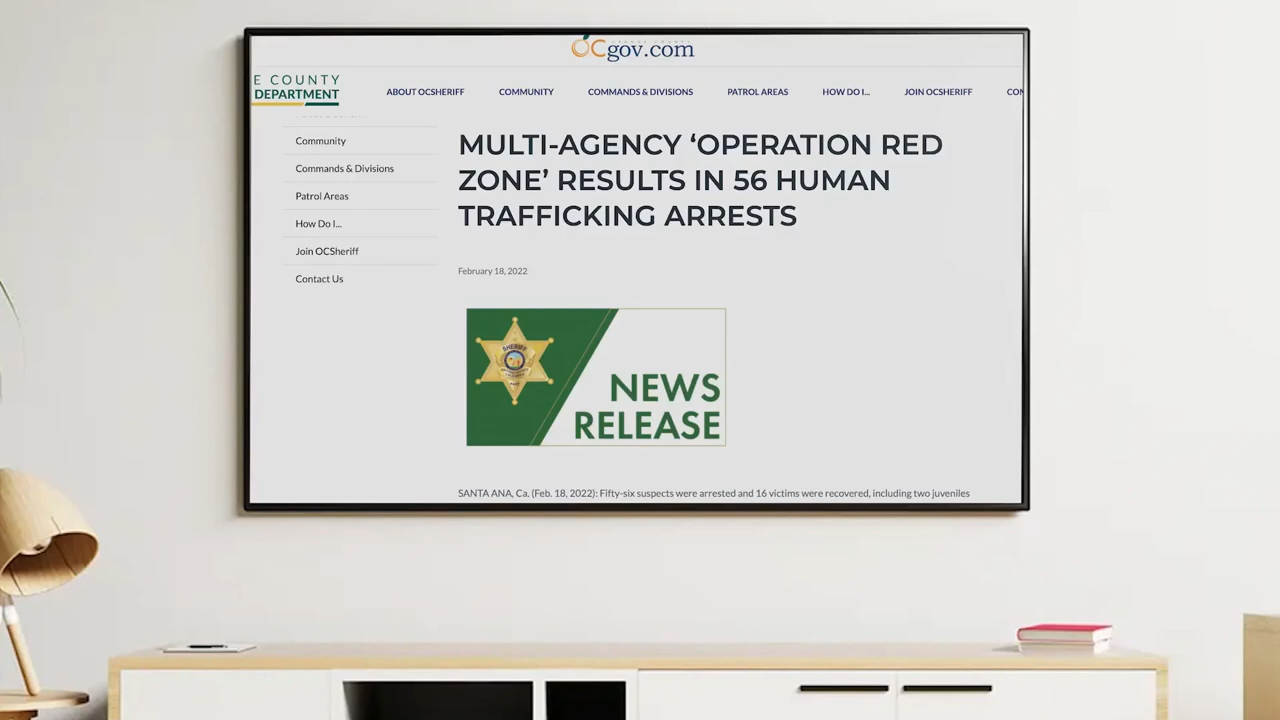 OCgov.com
E COUNTY
DEPARTMENT
ABOUT OCSHERIFF COMMUNITY COMMANDS & DIVISIONS PATROL AREAS HOW DO I... JOIN OCSHERIFF CON
Community
Commands & Divisions
Patrol Areas
How Do I...
Join OCSheriff
Contact Us
MULTI-AGENCY ‘OPERATION RED
ZONE’ RESULTS IN 56 HUMAN
TRAFFICKING ARRESTS
February 18, 2022
SHERIFF
NEWS
RELEASE
SANTA ANA, Ca. (Feb. 18, 2022): Fifty-six suspects were arrested and 16 victims were recovered, including two juveniles